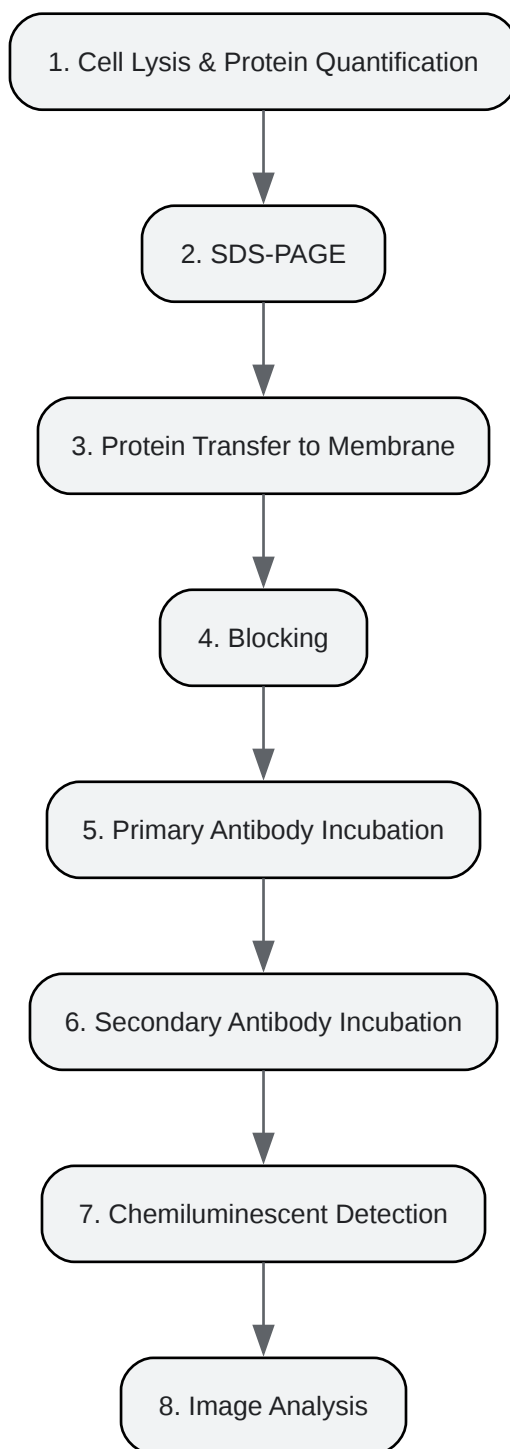 1. Cell Lysis & Protein Quantification
2. SDS-PAGE
3. Protein Transfer to Membrane
4. Blocking
5. Primary Antibody Incubation
6. Secondary Antibody Incubation
7. Chemiluminescent Detection
8. Image Analysis